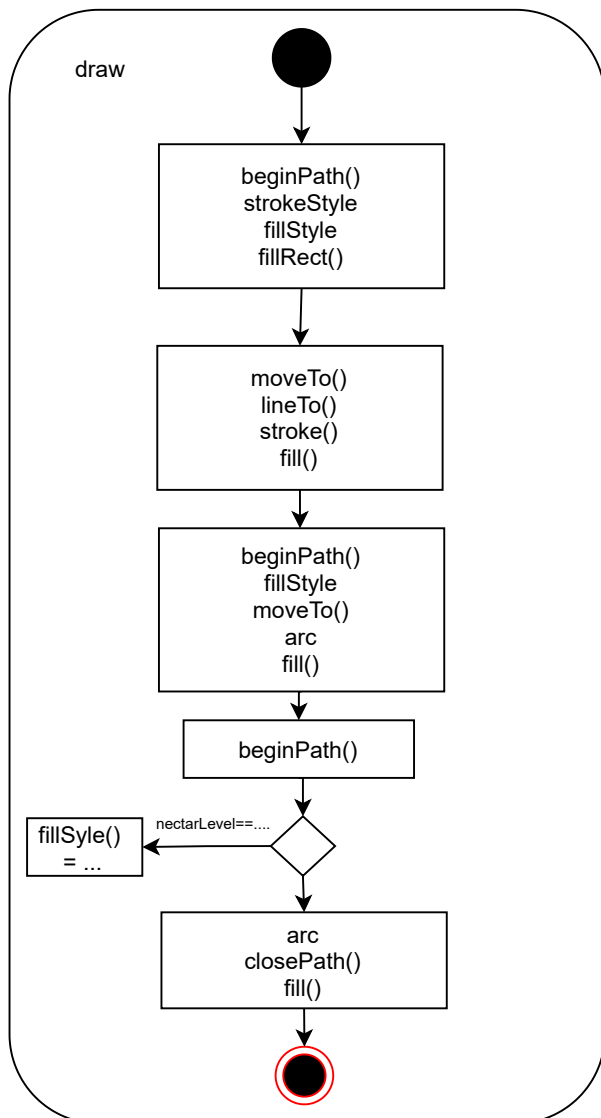 draw
beginPath()
strokeStyle
fillStyle
fillRect()
moveTo()
lineTo()
stroke()
fill()
beginPath()
fillStyle
moveTo()
arc
fill()
beginPath()
nectarLevel==....
fillSyle()
= ...
arc
closePath()
fill()